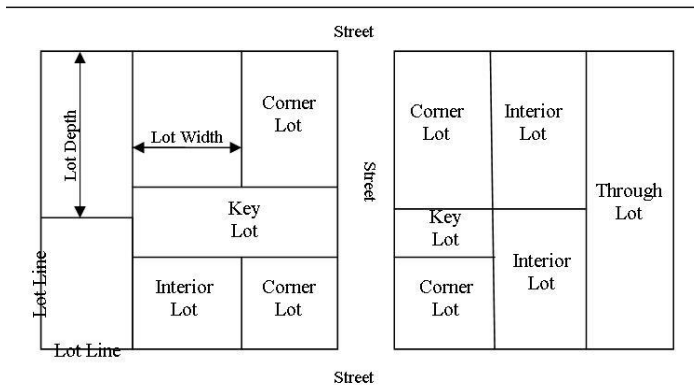 Street
Corner
Lot
Lot Width
Lot Depth
Key
Lot
Interior
Lot
Corner
Lot
Lot Line
Lot Line
Street
Corner
Lot
Interior
Lot
Through
Lot
Key
Lot
Interior
Lot
Corner
Lot
Street